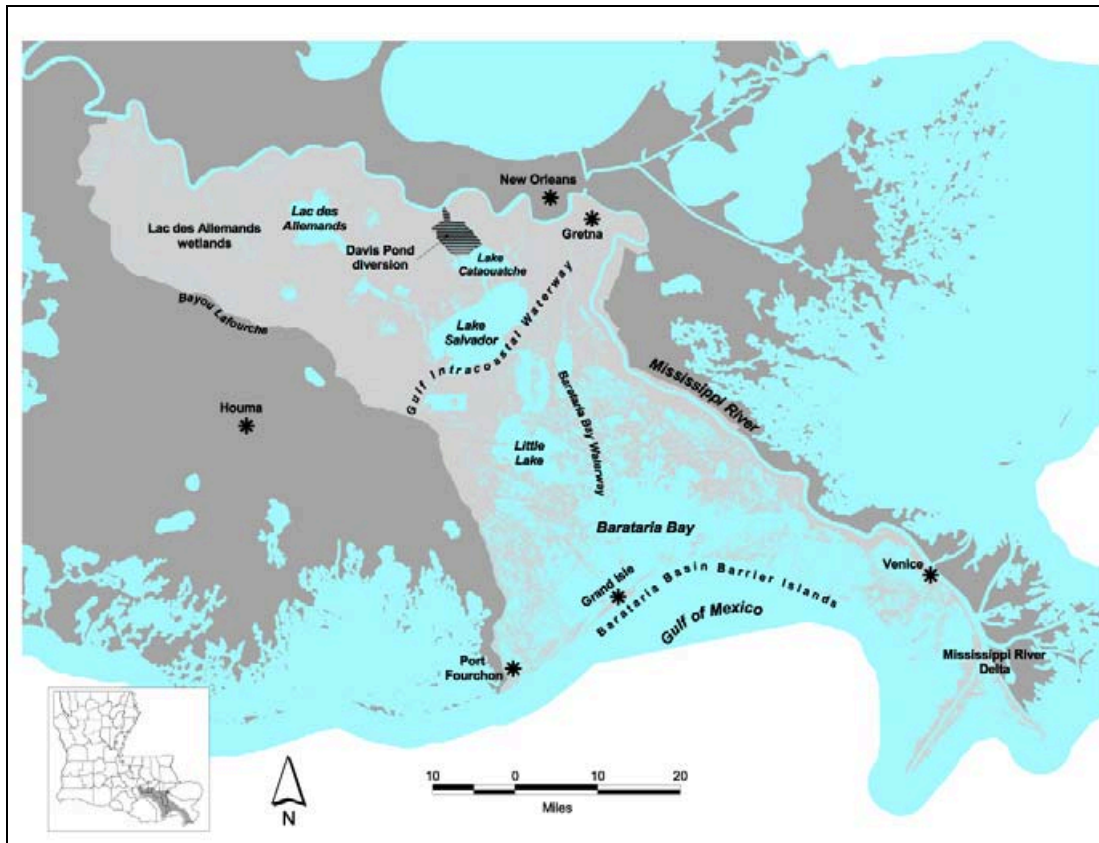 New Orleans
Gretna
Lac des
Allemands
Lac des Allemands
wetlands
Davis Pond
diversion
Lake
Cataouatche
Bayou Lafourche
Lake
Salvador
Gulf Intracoastal Waterway
Mississippi River
Houma
Barataria Bay Waterway
Little
Lake
Barataria Bay
Venice
Grand Isle
Barataria Basin Barrier Islands
Gulf of Mexico
Port
Fourchon
Mississippi River
Delta
N
10 0 10 20
Miles